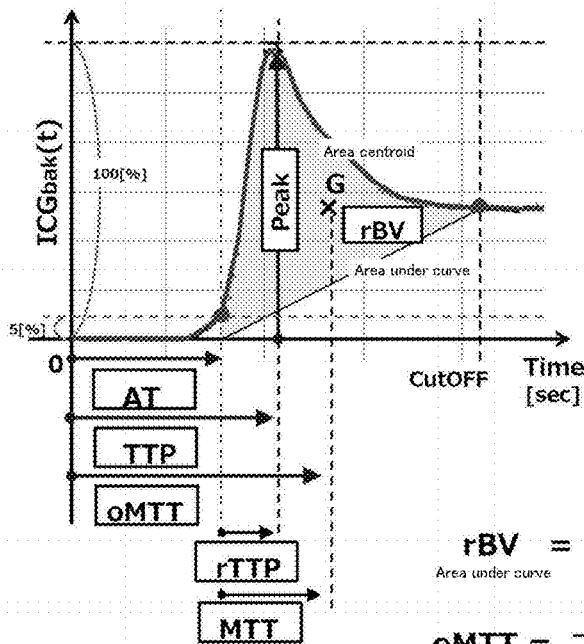 ICGbak(t)
100[%]
Peak
Area centroid
G
rBV
Area under curve
5[%]
0
CutOFF
Time
[sec]
AT
TTP
oMTT
rTTP
MTT
rBV =
Area under curve
oMTT =